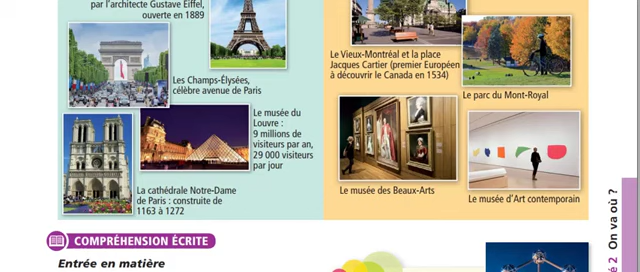 par l'architecte Gustave Eiffel,
ouverte en 1889
Les Champs-Élysées,
célèbre avenue de Paris
Le musée du
Louvre :
9 millions de
visiteurs par an,
29 000 visiteurs
par jour
La cathédrale Notre-Dame
de Paris : construite de
1163 à 1272
Le Vieux-Montréal et la place
Jacques Cartier (premier Européen
à découvrir le Canada en 1534)
Le parc du Mont-Royal
Le musée des Beaux-Arts
Le musée d'Art contemporain
COMPRÉHENSION ÉCRITE
Entrée en matière
2 On va où ?